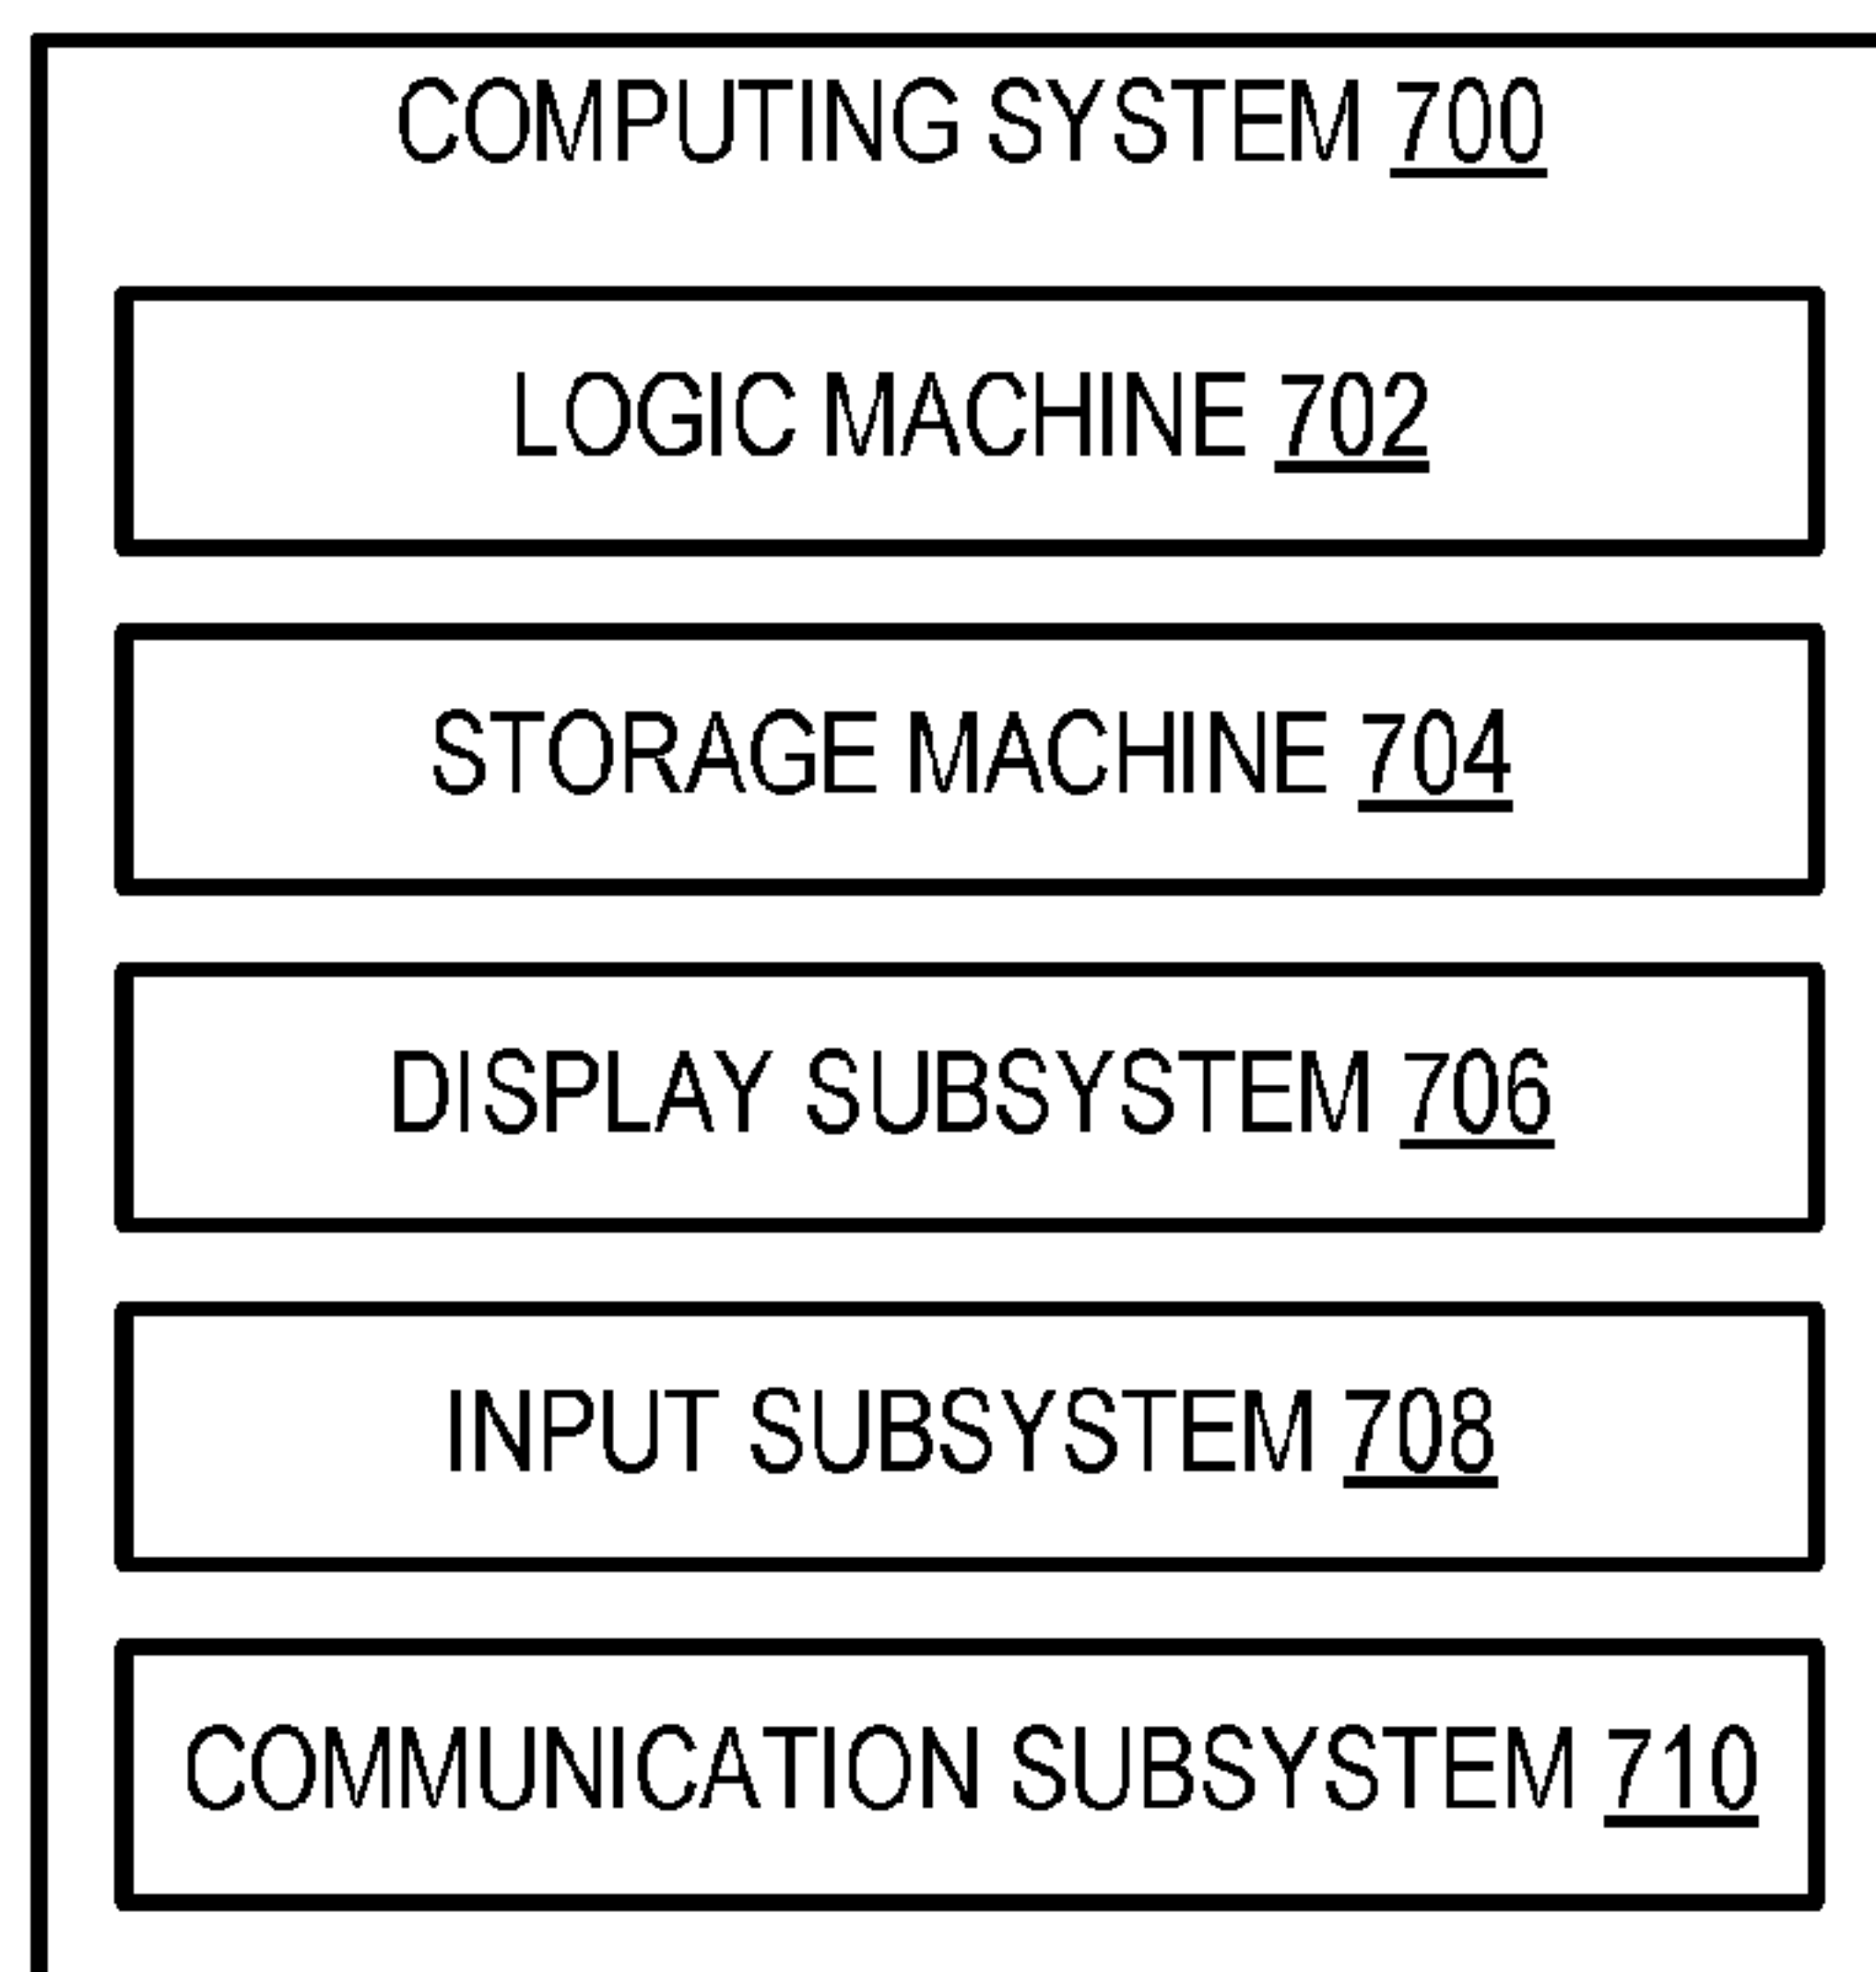 COMPUTING SYSTEM 700
LOGIC MACHINE 702
STORAGE MACHINE 704
DISPLAY SUBSYSTEM 706
INPUT SUBSYSTEM 708
COMMUNICATION SUBSYSTEM 710